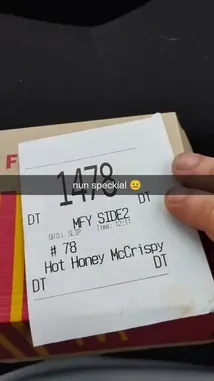 1478
nun speckial 😐
DT
DT
MFY SIDE2
GRILL SLIP
Time: 12:11
# 78
Hot Honey McCrispy
DT
DT